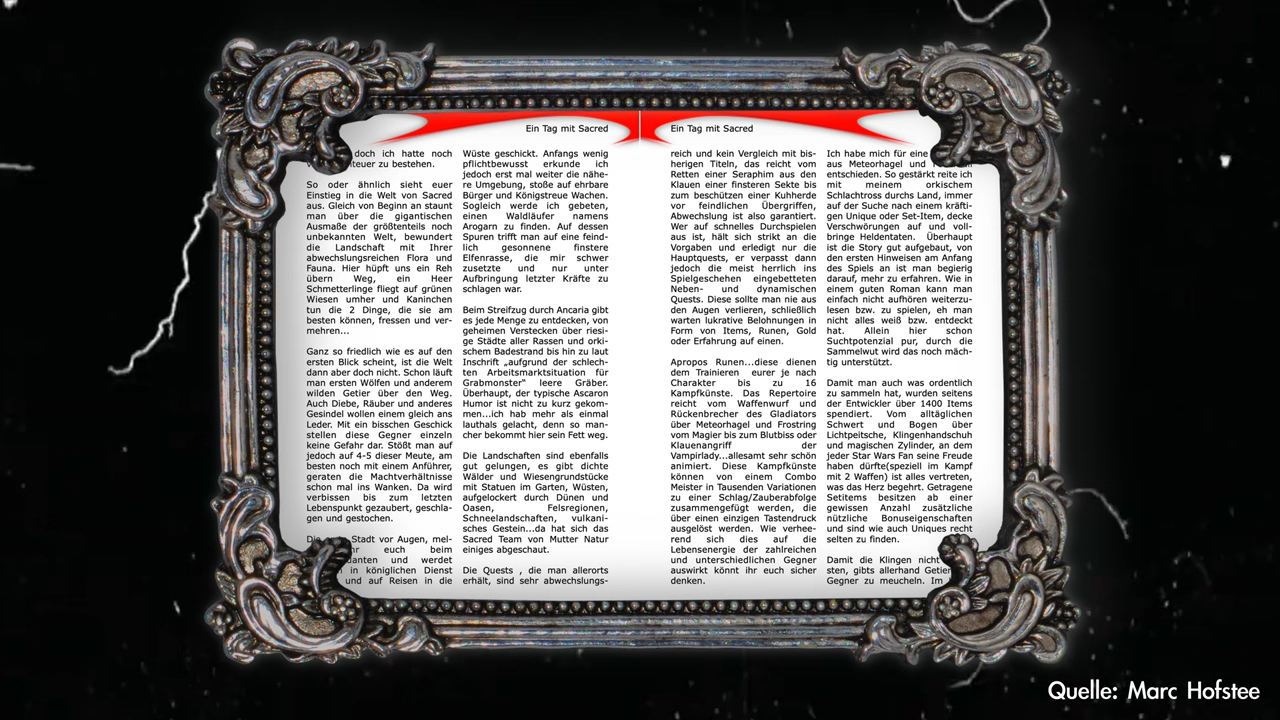 Ein Tag mit Sacred
doch ich hatte noch
teuer zu bestehen.
So oder ähnlich sieht euer
Einstieg in die Welt von Sacred
aus. Gleich von Beginn an staunt
man über die gigantischen
Ausmaße der größtenteils noch
unbekannten Welt, bewundert
die Landschaft mit Ihrer
abwechslungsreichen Flora und
Fauna. Hier hüpft uns ein Reh
übern Weg, ein Heer
Schmetterlinge fliegt auf grünen
Wiesen umher und Kaninchen
tun die 2 Dinge, die sie am
besten können, fressen und ver-
mehren...
Ganz so friedlich wie es auf den
ersten Blick scheint, ist die Welt
dann aber doch nicht. Schon läuft
man ersten Wölfen und anderem
wilden Getier über den Weg.
Auch Diebe, Räuber und anderes
Gesindel wollen einem gleich ans
Leder. Mit ein bisschen Geschick
stellen diese Gegner einzeln
keine Gefahr dar. Stößt man auf
jedoch auf 4-5 dieser Meute, am
besten noch mit einem Anführer,
geraten die Machtverhältnisse
schon mal ins Wanken. Da wird
verbissen bis zum letzten
Lebenspunkt gezaubert, geschla-
gen und gestochen.
Stadt vor Augen, mel-
euch beim
und werdet
in königlichen Dienst
und auf Reisen in die
Wüste geschickt. Anfangs wenig
pflichtbewusst erkunde ich
jedoch erst mal weiter die nähe-
re Umgebung, stoße auf ehrbare
Bürger und Königstreue Wachen.
Sogleich werde ich gebeten,
einen Waldläufer namens
Arogarn zu finden. Auf dessen
Spuren trifft man auf eine feind-
lich gesonnene finstere
Elfenrasse, die mir schwer
zusetzte und nur unter
Aufbringung letzter Kräfte zu
schlagen war.
Beim Streifzug durch Ancaria gibt
es jede Menge zu entdecken, von
geheimen Verstecken über riesi-
ge Städte aller Rassen und orki-
schem Badestrand bis hin zu laut
Inschrift „aufgrund der schlech-
ten Arbeitsmarktsituation für
Grabmonster“ leere Gräber.
Überhaupt, der typische Ascaron
Humor ist nicht zu kurz gekom-
men...ich hab mehr als einmal
lauthals gelacht, denn so man-
cher bekommt hier sein Fett weg.
Die Landschaften sind ebenfalls
gut gelungen, es gibt dichte
Wälder und Wiesengrundstücke
mit Statuen im Garten, Wüsten,
aufgelockert durch Dünen und
Oasen, Felsregionen,
Schneelandschaften, vulkani-
sches Gestein...da hat sich das
Sacred Team von Mutter Natur
einiges abgeschaut.
Die Quests , die man allerorts
erhält, sind sehr abwechslungs-
Ein Tag mit Sacred
reich und kein Vergleich mit bis-
herigen Titeln, das reicht vom
Retten einer Seraphim aus den
Klauen einer finsteren Sekte bis
zum beschützen einer Kuhherde
vor feindlichen Übergriffen,
Abwechslung ist also garantiert.
Wer auf schnelles Durchspielen
aus ist, hält sich strikt an die
Vorgaben und erledigt nur die
Hauptquests, er verpasst dann
jedoch die meist herrlich ins
Spielgeschehen eingebetteten
Neben- und dynamischen
Quests. Diese sollte man nie aus
den Augen verlieren, schließlich
warten lukrative Belohnungen in
Form von Items, Runen, Gold
oder Erfahrung auf einen.
Apropos Runen...diese dienen
dem Trainieren eurer je nach
Charakter bis zu 16
Kampfkünste. Das Repertoire
reicht vom Waffenwurf und
Rückenbrecher des Gladiators
über Meteorhagel und Frostring
vom Magier bis zum Blutbiss oder
Klauenangriff der
Vampirlady...allesamt sehr schön
animiert. Diese Kampfkünste
können von einem Combo
Meister in Tausenden Variationen
zu einer Schlag/Zauberabfolge
zusammengefügt werden, die
über einen einzigen Tastendruck
ausgelöst werden. Wie verhee-
rend sich dies auf die
Lebensenergie der zahlreichen
und unterschiedlichen Gegner
auswirkt könnt ihr euch sicher
denken.
Ich habe mich für eine
aus Meteorhagel und
entschieden. So gestärkt reite ich
mit meinem orkischem
Schlachtross durchs Land, immer
auf der Suche nach einem kräfti-
gen Unique oder Set-Item, decke
Verschwörungen auf und voll-
bringe Heldentaten. Überhaupt
ist die Story gut aufgebaut, von
den ersten Hinweisen am Anfang
des Spiels an ist man begierig
darauf, mehr zu erfahren. Wie in
einem guten Roman kann man
einfach nicht aufhören weiterzu-
lesen bzw. zu spielen, eh man
nicht alles weiß bzw. entdeckt
hat. Allein hier schon
Suchtpotenzial pur, durch die
Sammelwut wird das noch mäch-
tig unterstützt.
Damit man auch was ordentlich
zu sammeln hat, wurden seitens
der Entwickler über 1400 Items
spendiert. Vom alltäglichen
Schwert und Bogen über
Lichtpeitsche, Klingenhandschuh
und magischen Zylinder, an dem
jeder Star Wars Fan seine Freude
haben dürfte(speziell im Kampf
mit 2 Waffen) ist alles vertreten,
was das Herz begehrt. Getragene
Setitems besitzen ab einer
gewissen Anzahl zusätzliche
nützliche Bonuseigenschaften
und sind wie auch Uniques recht
selten zu finden.
Damit die Klingen nicht
sten, gibts allerhand Getier
Gegner zu meucheln. Im
Quelle: Marc Hofstee